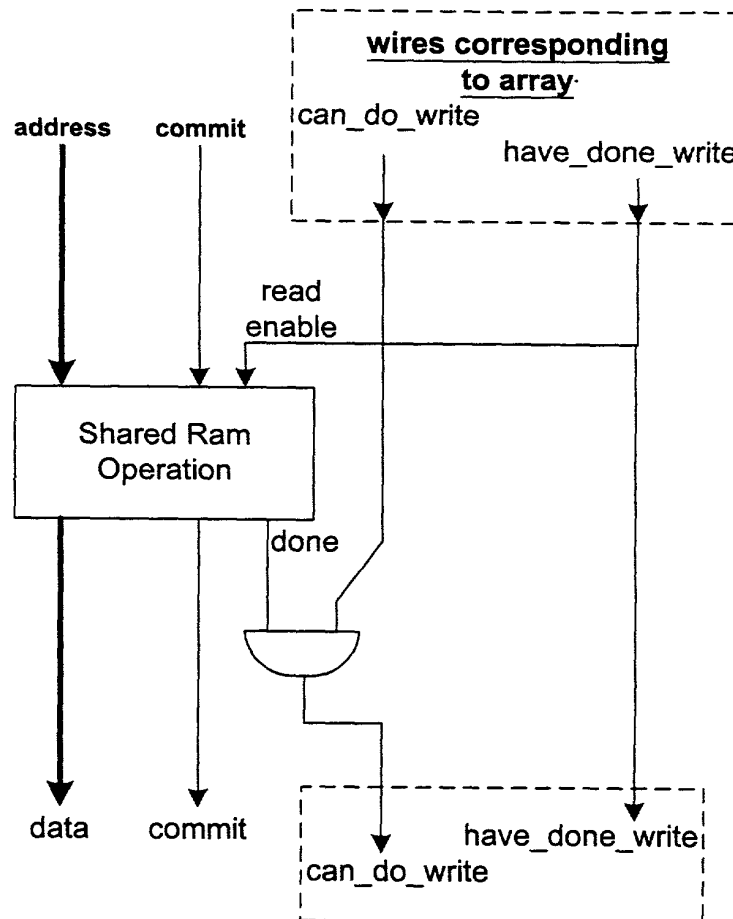 wires corresponding
to array
can_do_write
address commit
have_done_write
read
enable
Shared Ram
Operation
done
data commit
have_done_write
can_do_write